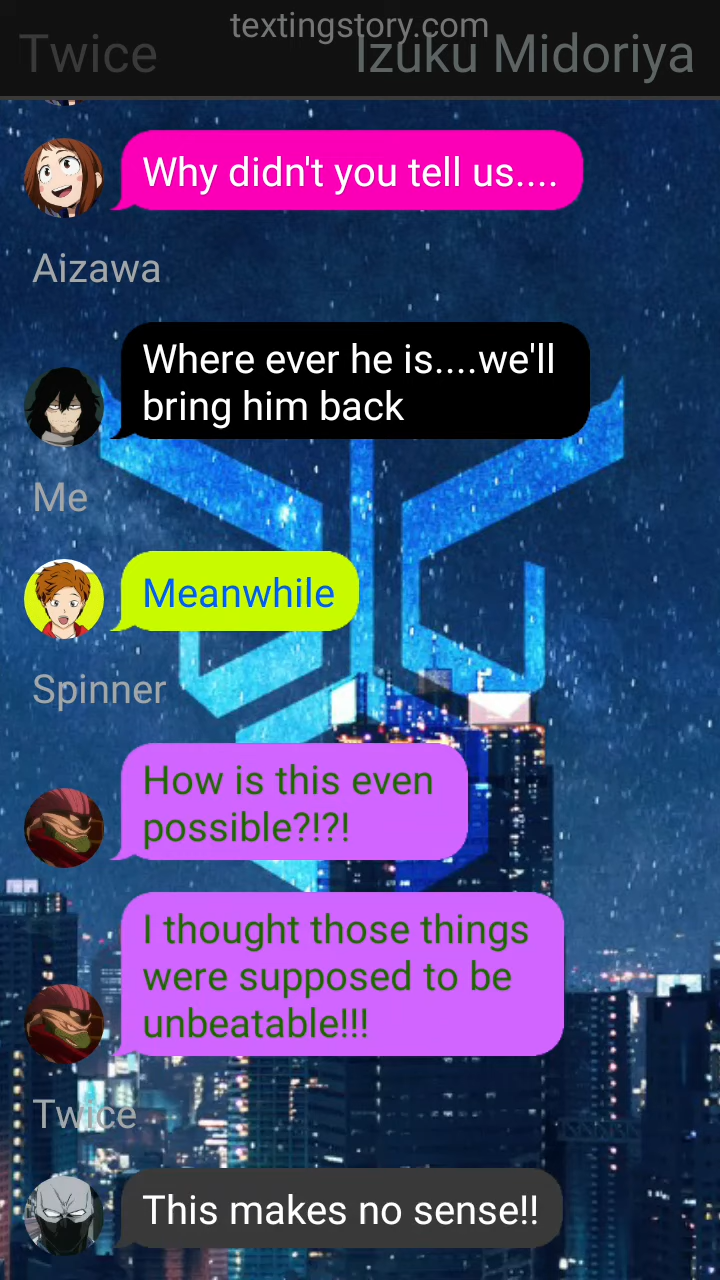 textingstory.com
Twice
Izuku Midoriya
Why didn't you tell us....
Aizawa
Where ever he is....we'll
bring him back
Me
Meanwhile
Spinner
How is this even
possible?!?!
I thought those things
were supposed to be
unbeatable!!!
Twice
This makes no sense!!